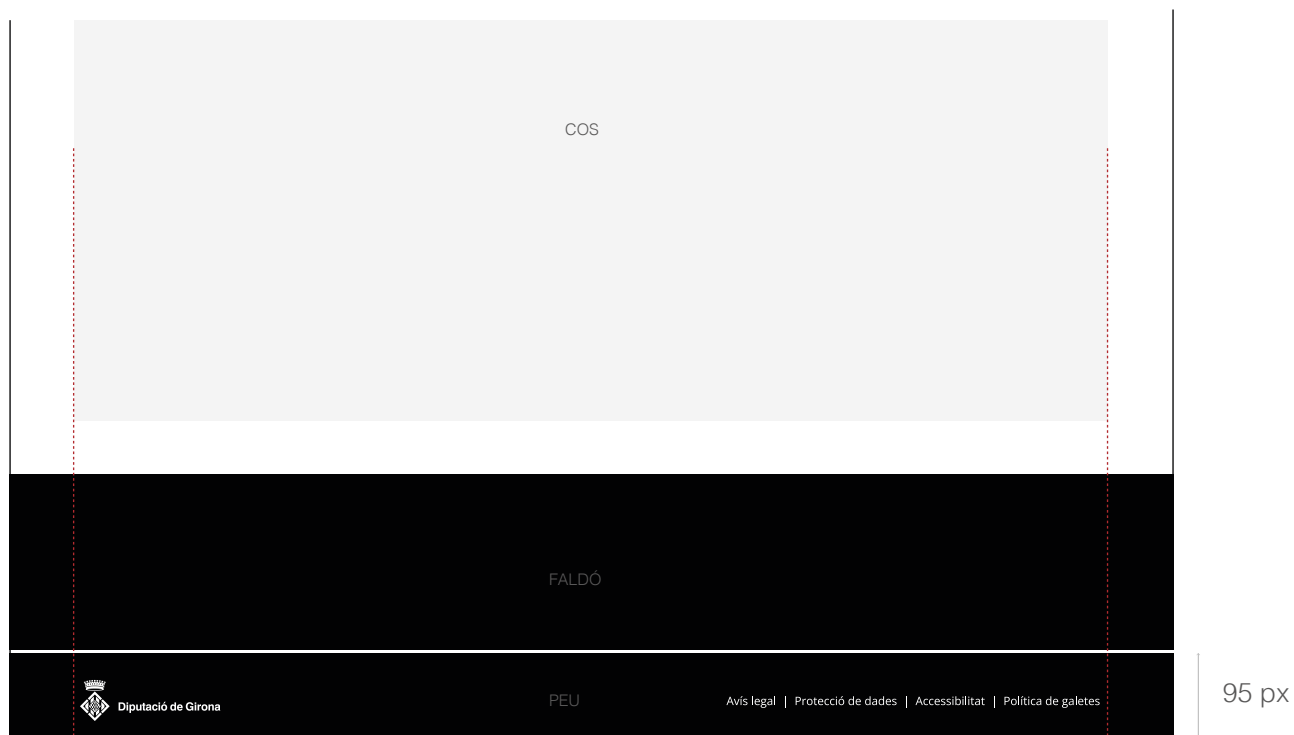 COS
FALDÓ
Diputació de Girona
PEU
Avís legal | Protecció de dades | Accessibilitat | Política de galetes
95 px